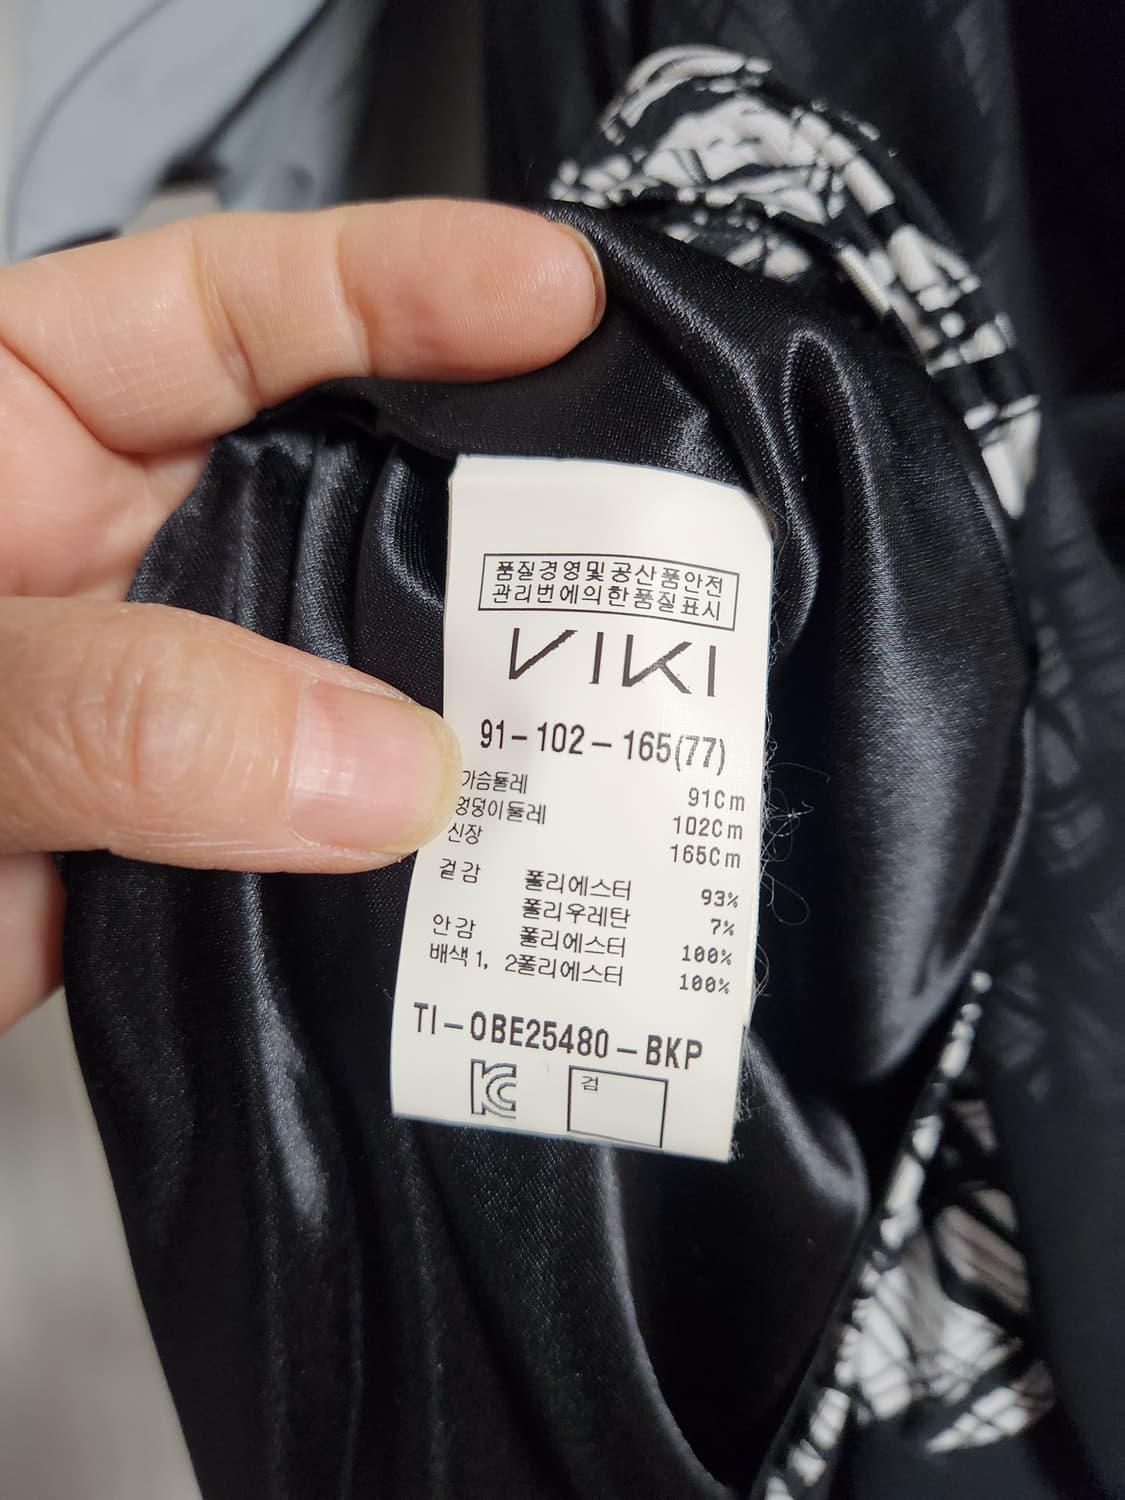 품질경영및공산품안전
관리번에의한품질표시
VIKI
91-102-165(77)
가슴둘레 91Cm
엉덩이둘레 102Cm
신장 165Cm
겉감 폴리에스터 93%
폴리우레탄 7%
안감 폴리에스터 100%
배색1, 2폴리에스터 100%
TI-0BE25480-BKP
KC
검